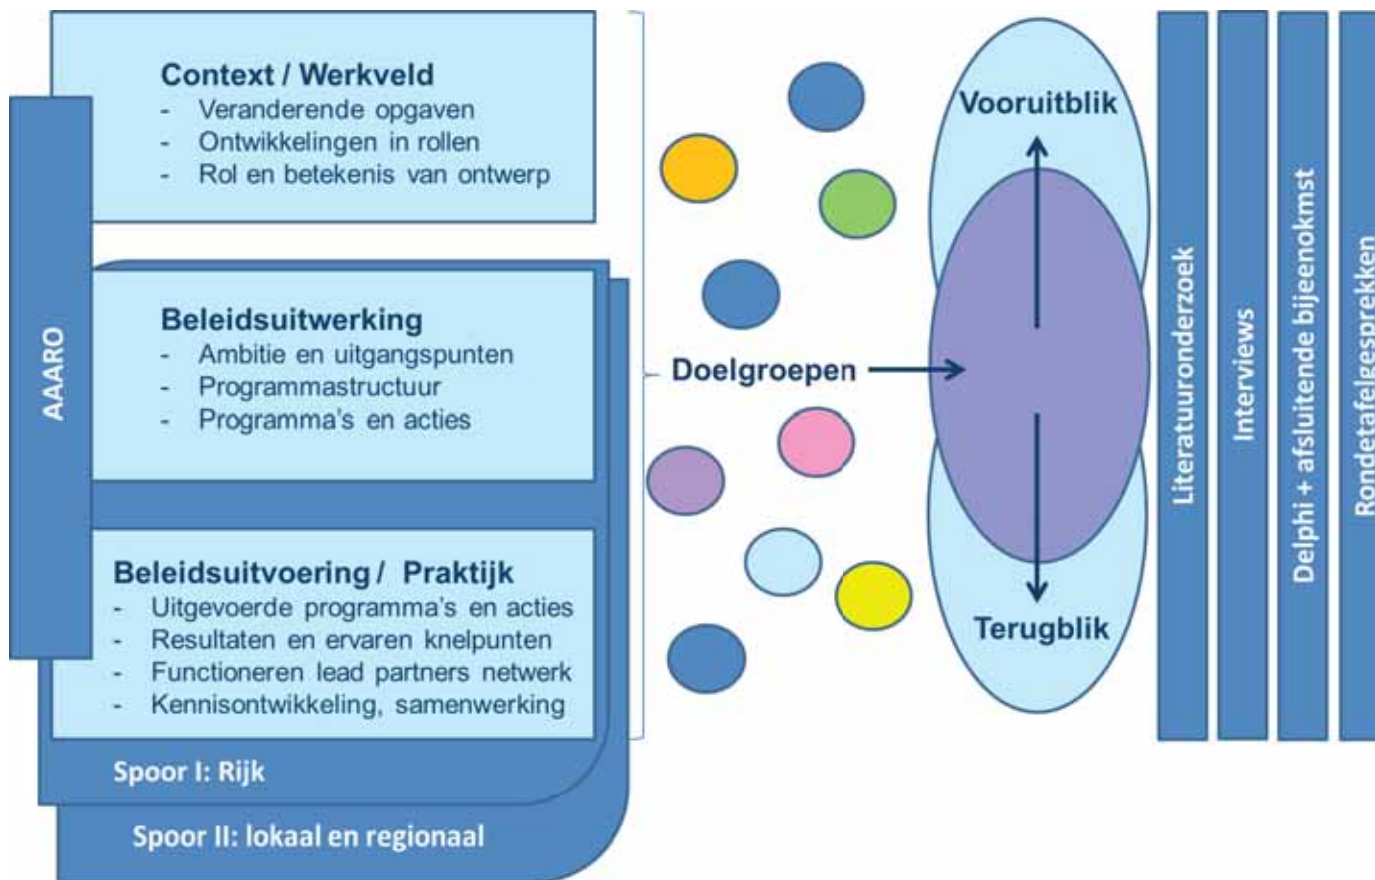 AARO
Context / Werkveld
- Veranderende opgaven
- Ontwikkelingen in rollen
- Rol en betekenis van ontwerp
Beleidsuitwerking
- Ambitie en uitgangspunten
- Programmastructuur
- Programma's en acties
Beleidsuitvoering / Praktijk
- Uitgevoerde programma's en acties
- Resultaten en ervaren knelpunten
- Functioneren lead partners netwerk
- Kennisontwikkeling, samenwerking
Spoor I: Rijk
Spoor II: lokaal en regionaal
Doelgroepen
Vooruitblik
Terugblik
Literatuuronderzoek
Interviews
Delphi + afsluitende bijeenokmst
Rondetafelgesprekken